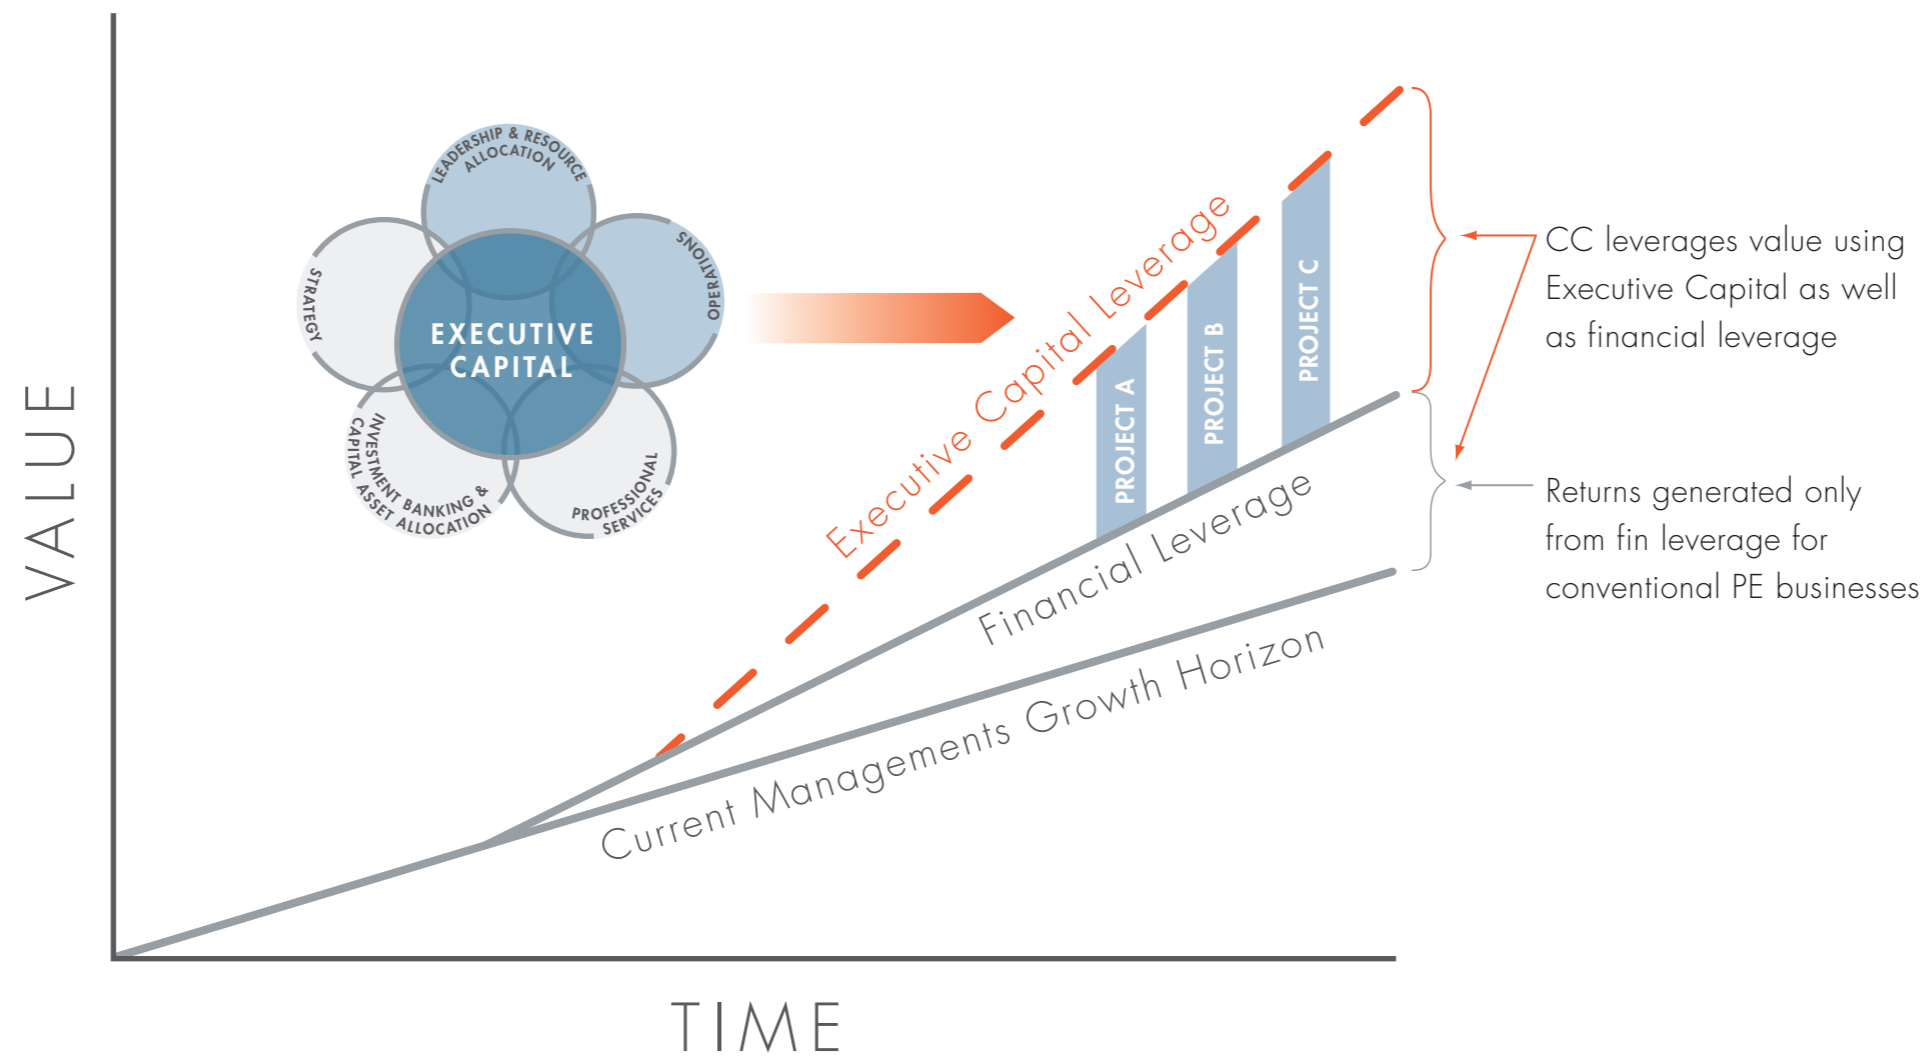 VALUE
LEADERSHIP & RESOURCE
ALLOCATION
OPERATIONS
STRATEGY
EXECUTIVE
CAPITAL
INVESTMENT BANKING &
CAPITAL ASSET ALLOCATION
PROFESSIONAL
SERVICES
Executive Capital Leverage
PROJECT A
PROJECT B
PROJECT C
Financial Leverage
Current Managements Growth Horizon
CC leverages value using
Executive Capital as well
as financial leverage
Returns generated only
from fin leverage for
conventional PE businesses
TIME